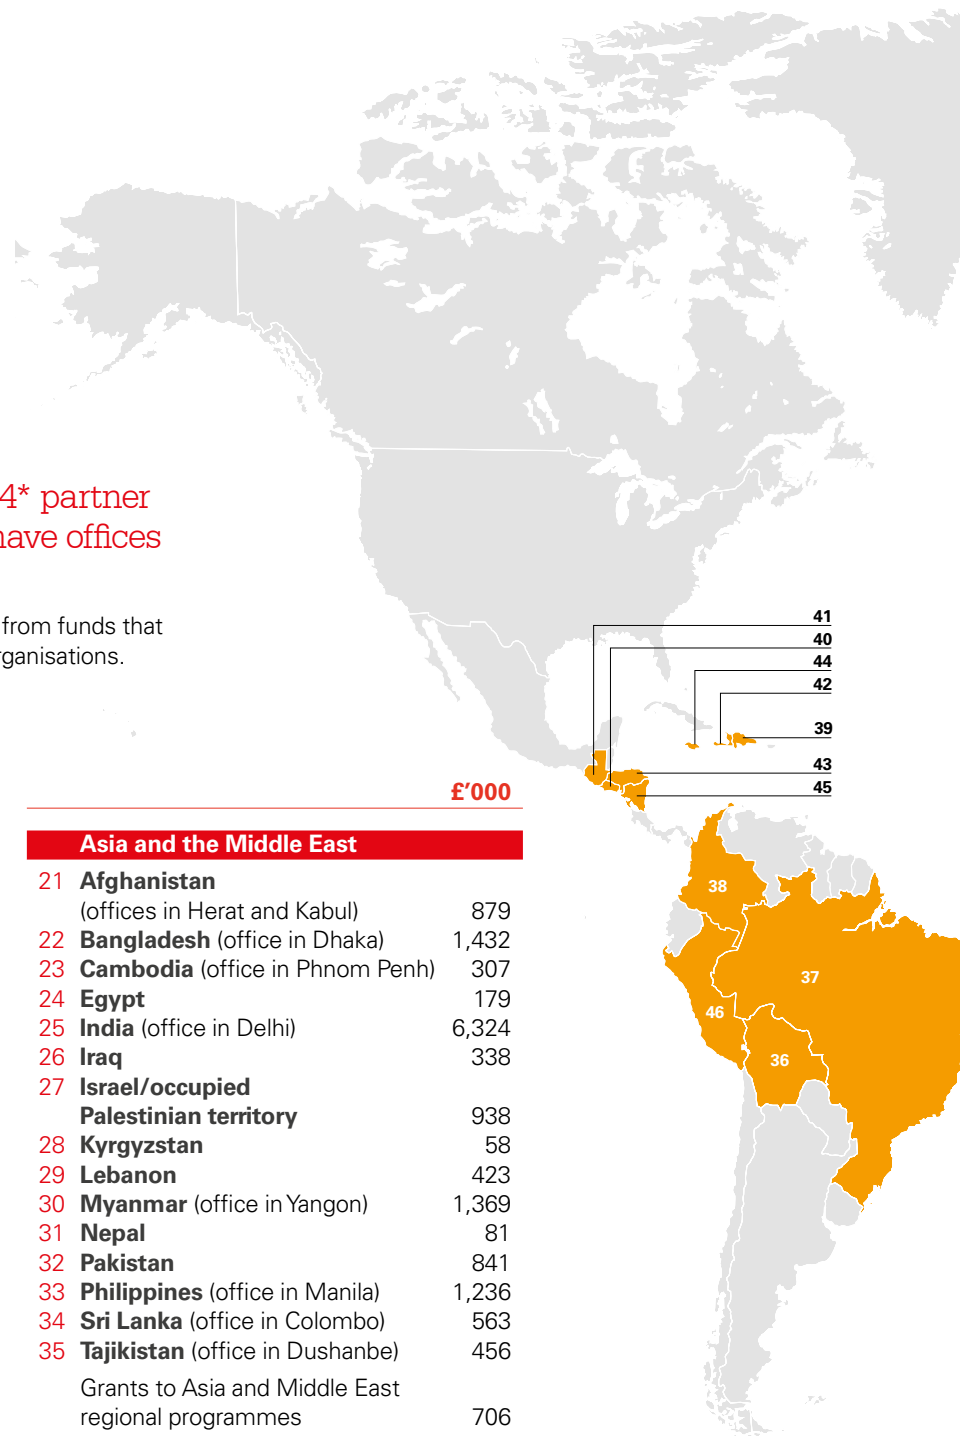 4* partner
have offices
from funds that
rganisations.
£’000
Asia and the Middle East
21 Afghanistan
(offices in Herat and Kabul) 879
22 Bangladesh (office in Dhaka) 1,432
23 Cambodia (office in Phnom Penh) 307
24 Egypt 179
25 India (office in Delhi) 6,324
26 Iraq 338
27 Israel/occupied
Palestinian territory 938
28 Kyrgyzstan 58
29 Lebanon 423
30 Myanmar (office in Yangon) 1,369
31 Nepal 81
32 Pakistan 841
33 Philippines (office in Manila) 1,236
34 Sri Lanka (office in Colombo) 563
35 Tajikistan (office in Dushanbe) 456
Grants to Asia and Middle East
regional programmes 706
41
40
44
42
39
43
45
38
37
46
36